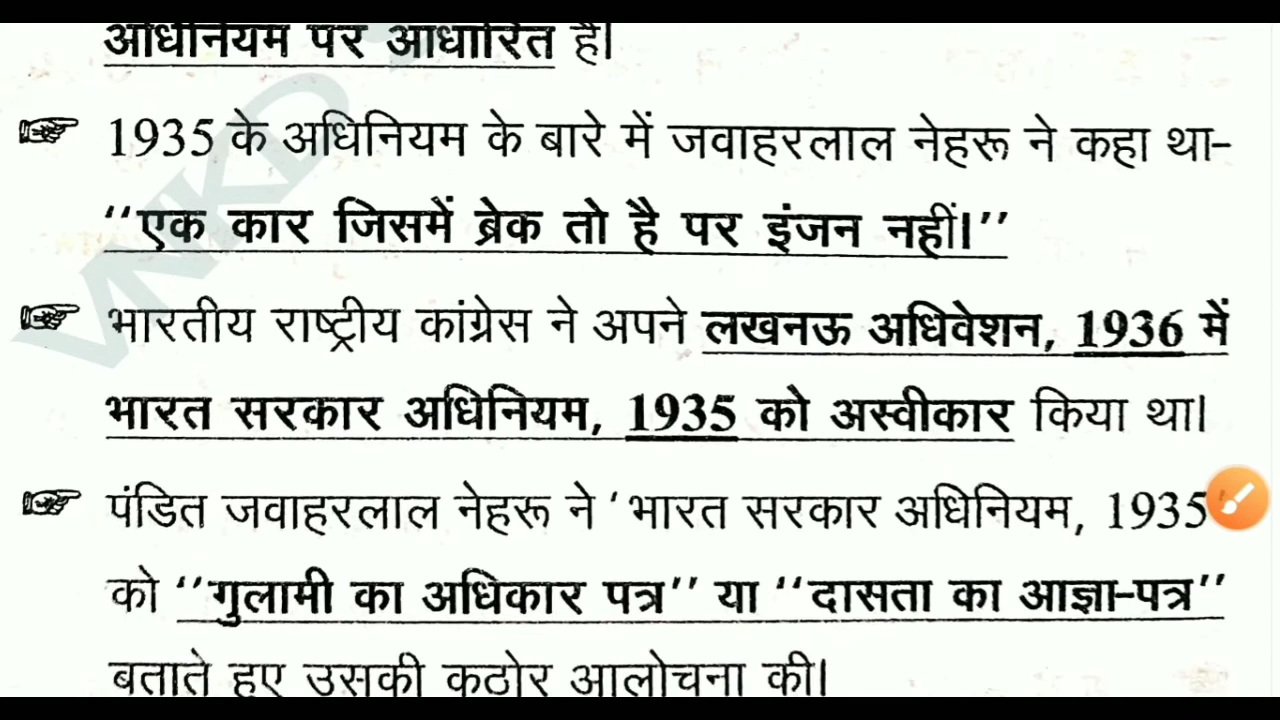 अधिनियम पर आधारित है।
1935 के अधिनियम के बारे में जवाहरलाल नेहरू ने कहा था-
‘‘एक कार जिसमें ब्रेक तो है पर इंजन नहीं।’’
भारतीय राष्ट्रीय कांग्रेस ने अपने लखनऊ अधिवेशन, 1936 में
भारत सरकार अधिनियम, 1935 को अस्वीकार किया था।
पंडित जवाहरलाल नेहरू ने ‘भारत सरकार अधिनियम, 1935’
को ‘‘गुलामी का अधिकार पत्र’’ या ‘‘दासता का आज्ञा-पत्र’’
बताते हुए उसकी कठोर आलोचना की।
VNKD